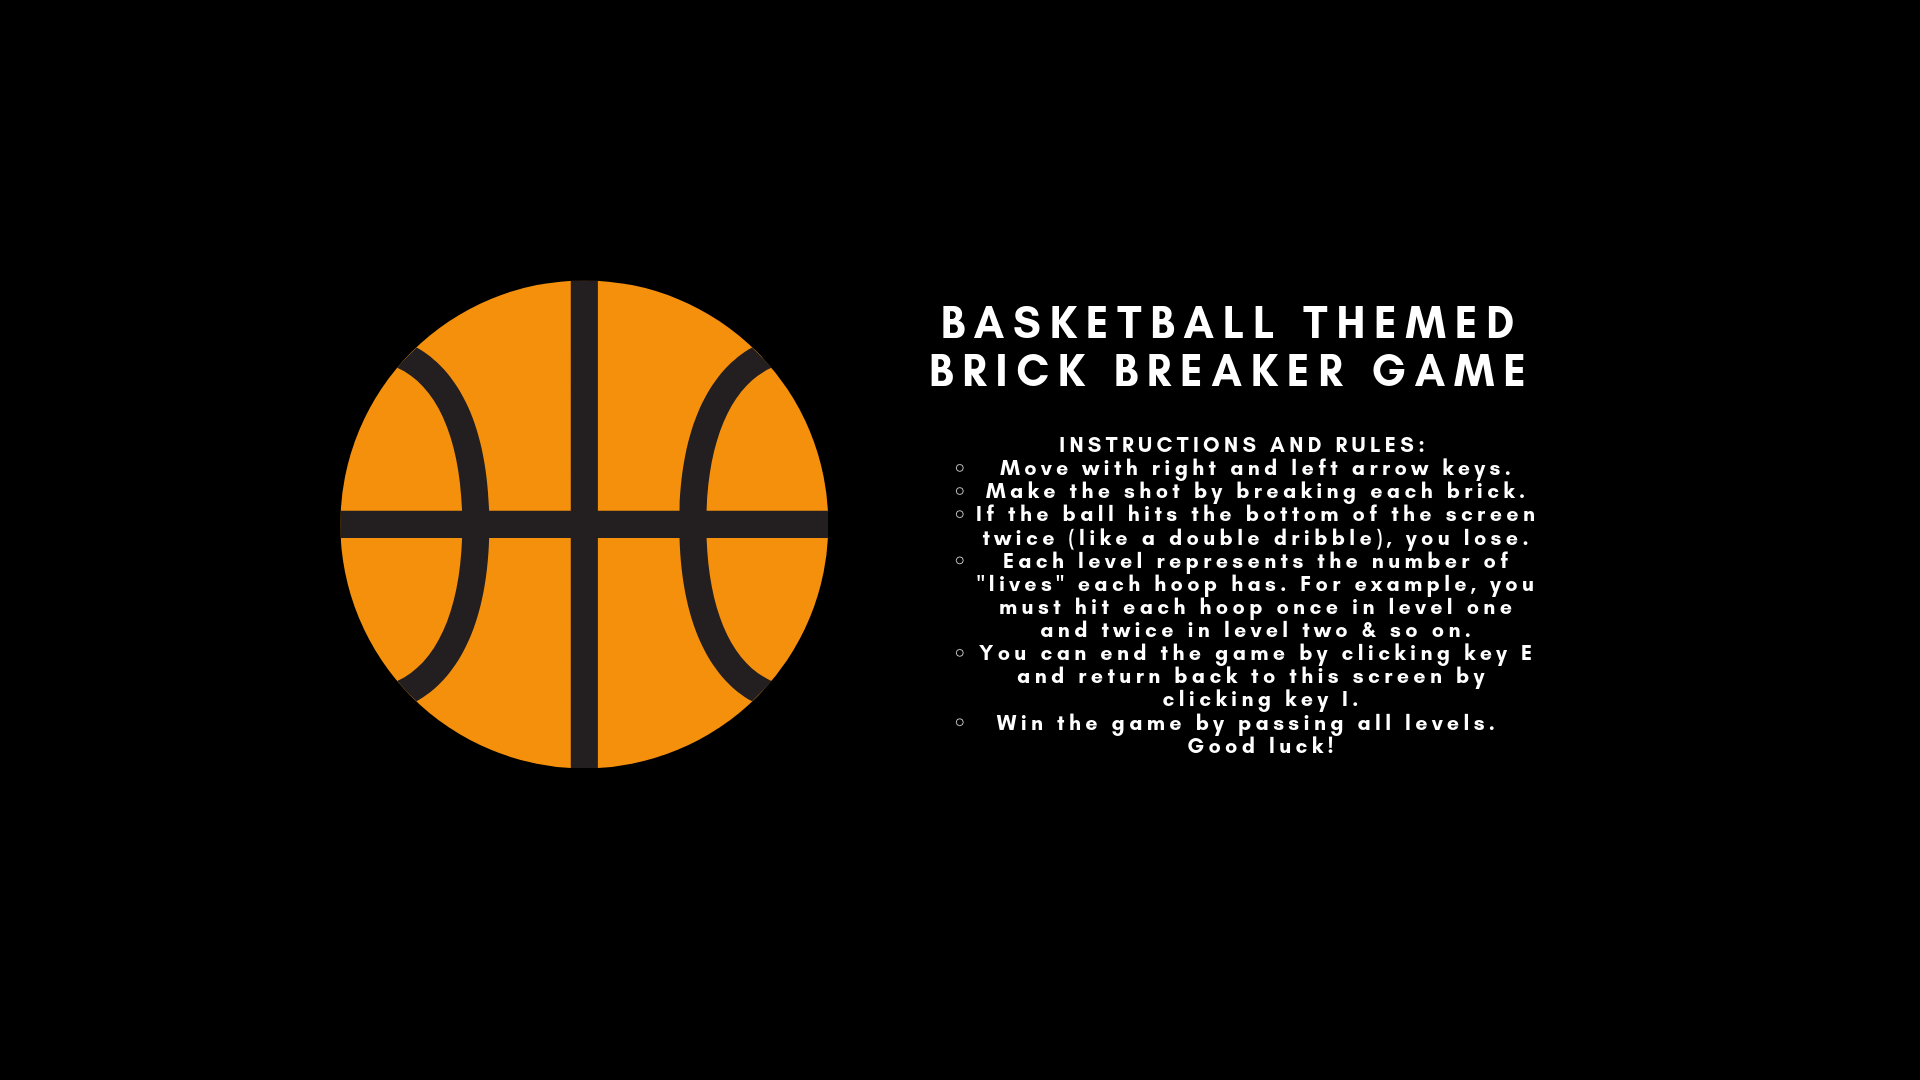 BASKETBALL THEMED
BRICK BREAKER GAME
INSTRUCTIONS AND RULES:
Move with right and left arrow keys.
Make the shot by breaking each brick.
If the ball hits the bottom of the screen
twice (like a double dribble), you lose.
Each level represents the number of
"lives" each hoop has. For example, you
must hit each hoop once in level one
and twice in level two & so on.
You can end the game by clicking key E
and return back to this screen by
clicking key I.
Win the game by passing all levels.
Good luck!